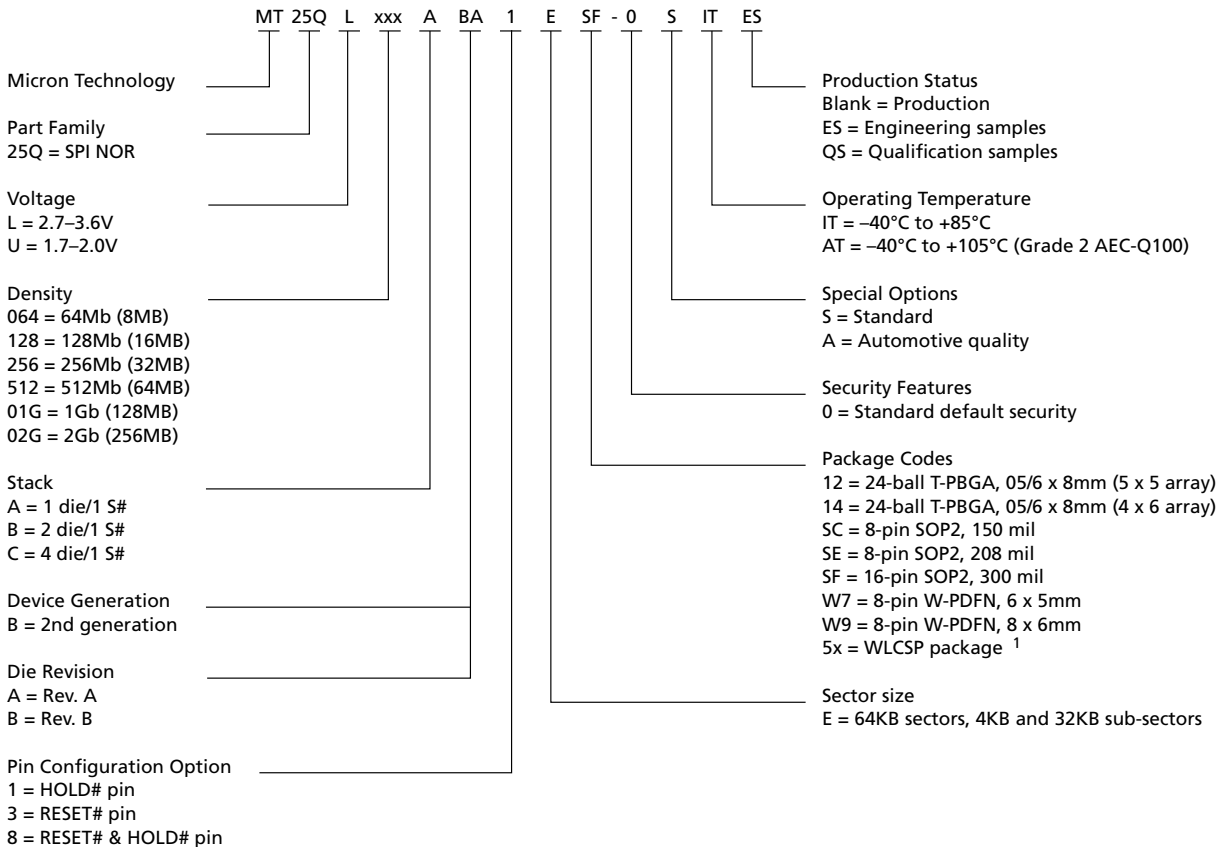 MT 25Q L xxx A BA 1 E SF - 0 S IT ES
Micron Technology
Part Family
25Q = SPI NOR
Voltage
L = 2.7–3.6V
U = 1.7–2.0V
Density
064 = 64Mb (8MB)
128 = 128Mb (16MB)
256 = 256Mb (32MB)
512 = 512Mb (64MB)
01G = 1Gb (128MB)
02G = 2Gb (256MB)
Stack
A = 1 die/1 S#
B = 2 die/1 S#
C = 4 die/1 S#
Device Generation
B = 2nd generation
Die Revision
A = Rev. A
B = Rev. B
Pin Configuration Option
1 = HOLD# pin
3 = RESET# pin
8 = RESET# & HOLD# pin
Production Status
Blank = Production
ES = Engineering samples
QS = Qualification samples
Operating Temperature
IT = –40°C to +85°C
AT = –40°C to +105°C (Grade 2 AEC-Q100)
Special Options
S = Standard
A = Automotive quality
Security Features
0 = Standard default security
Package Codes
12 = 24-ball T-PBGA, 05/6 x 8mm (5 x 5 array)
14 = 24-ball T-PBGA, 05/6 x 8mm (4 x 6 array)
SC = 8-pin SOP2, 150 mil
SE = 8-pin SOP2, 208 mil
SF = 16-pin SOP2, 300 mil
W7 = 8-pin W-PDFN, 6 x 5mm
W9 = 8-pin W-PDFN, 8 x 6mm
5x = WLCSP package 1
Sector size
E = 64KB sectors, 4KB and 32KB sub-sectors